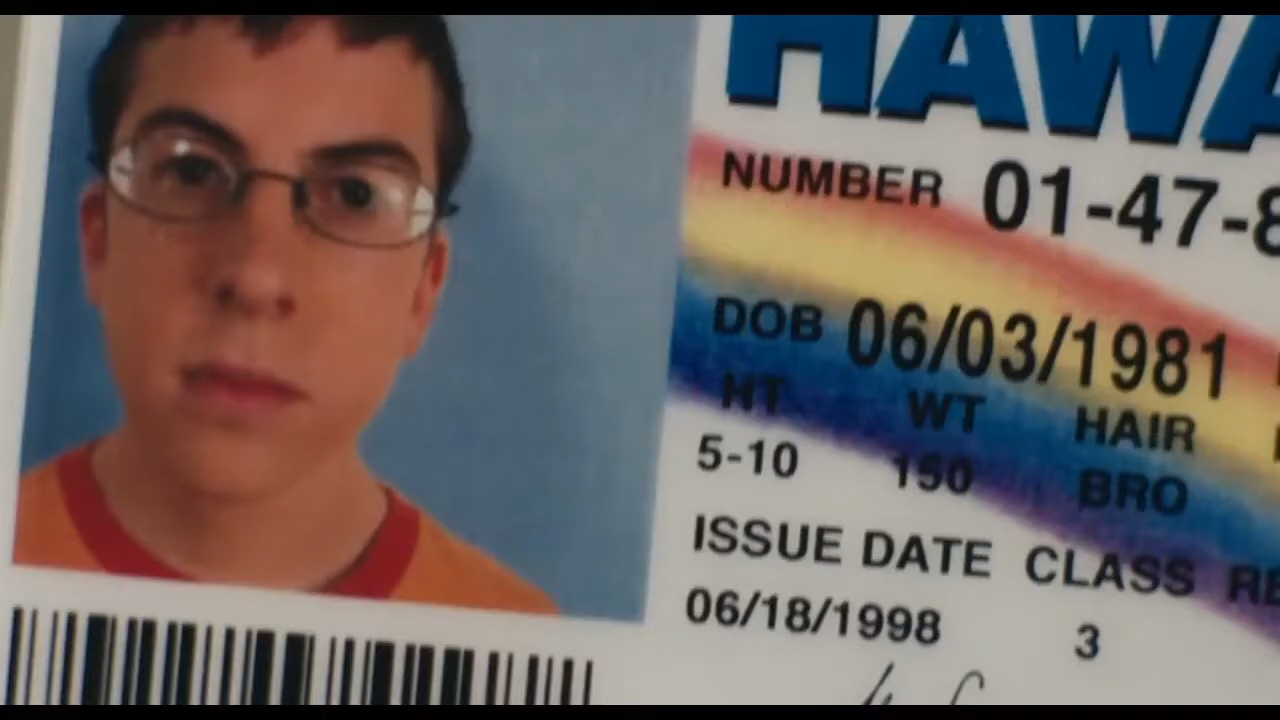 HAWA
NUMBER 01-47-8
DOB 06/03/1981
HT WT HAIR
5-10 150 BRO
ISSUE DATE CLASS RE
06/18/1998 3